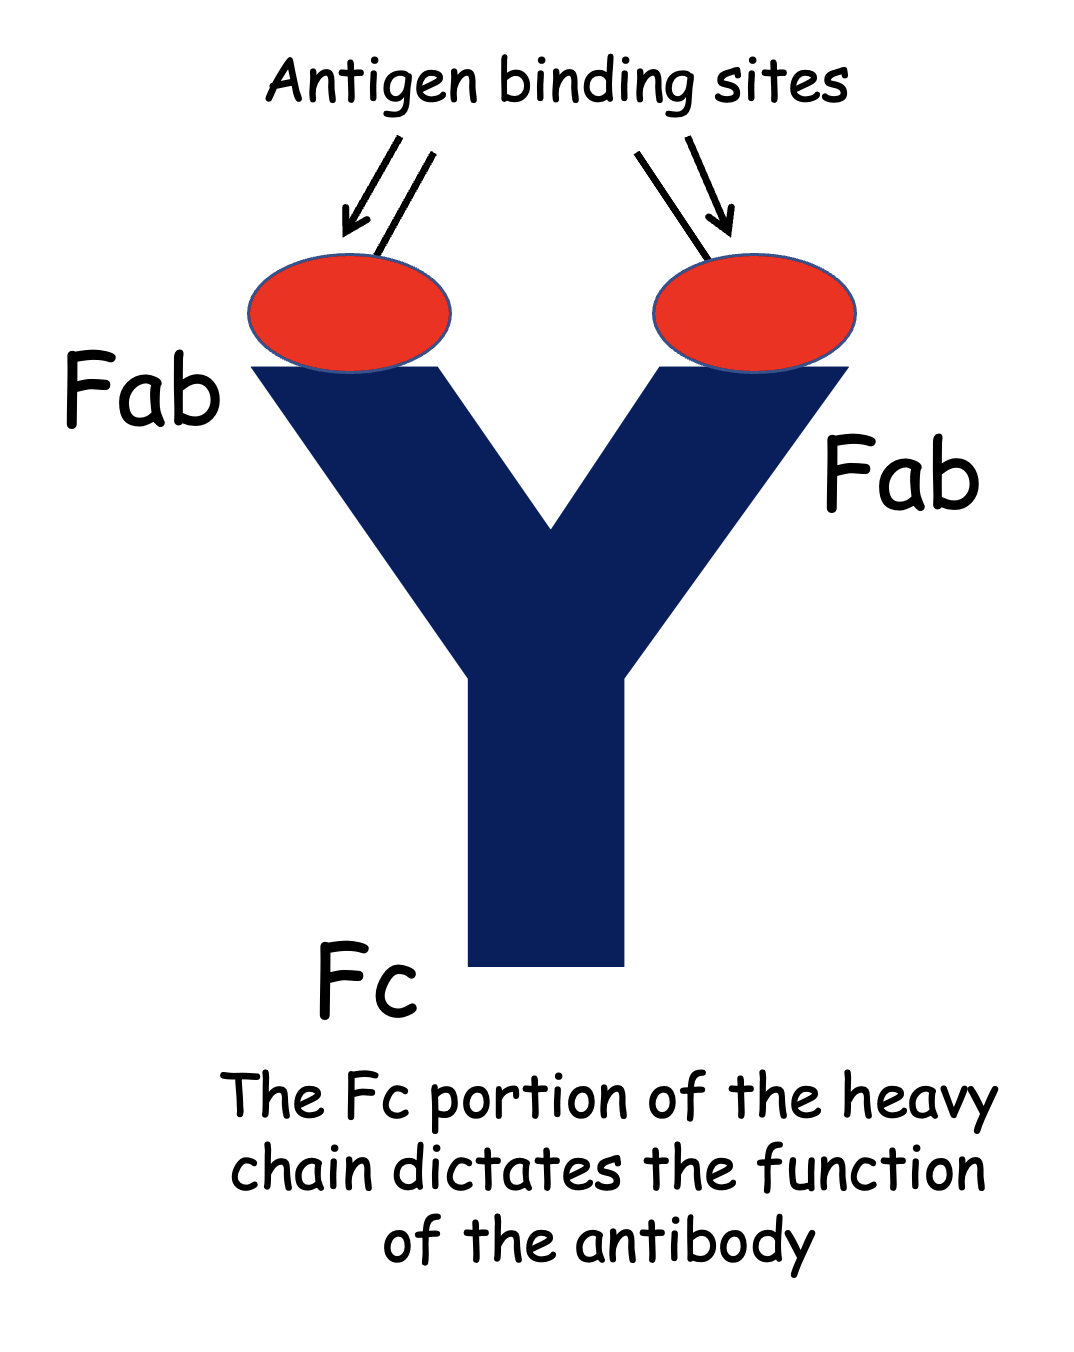 Antigen binding sites
Fab
Fab
Fc
The Fc portion of the heavy
chain dictates the function
of the antibody